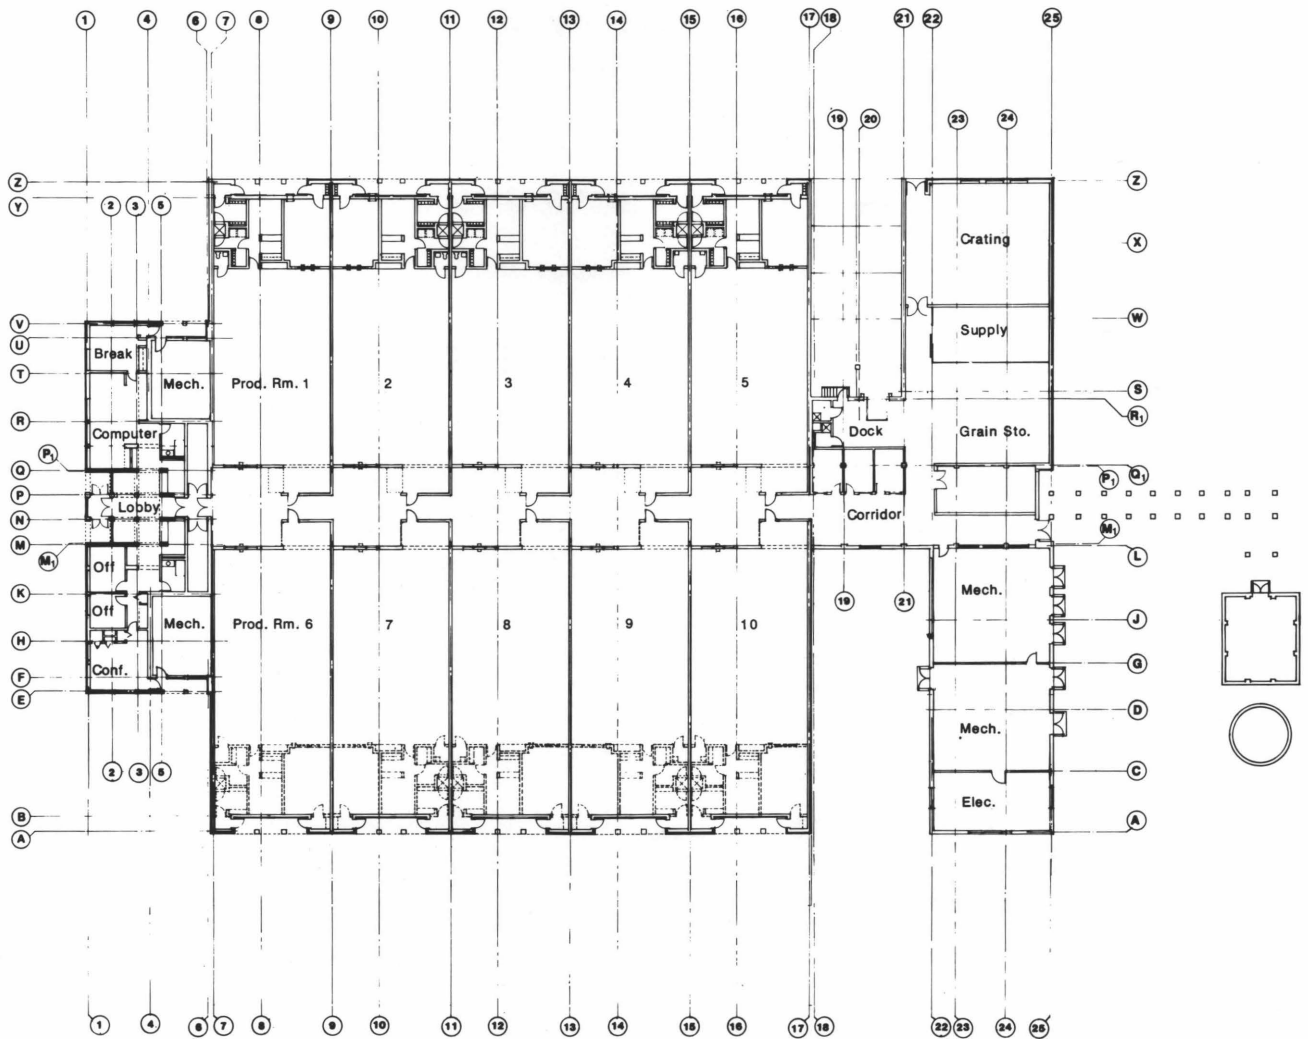 1 4 6 7 8 9 10 11 12 13 14 15 16 17 18 21 22 25
19 20 23 24
Z Z
Y
2 3 5
Crating X
V W
U Supply
Break
T Mech. Prod. Rm. 1 2 3 4 5
S
R R1
Computer Dock Grain Sto.
P1
Q P1 Q1
P
Lobby
N Corridor
M M1
M1 L
Off
K Mech.
Off 19 21
H Mech. Prod. Rm. 6 7 8 9 10 J
G
Conf.
F
E
D
Mech.
2 3 5 C
Elec.
B A
A
1 4 6 7 8 9 10 11 12 13 14 15 16 17 18 22 23 24 25